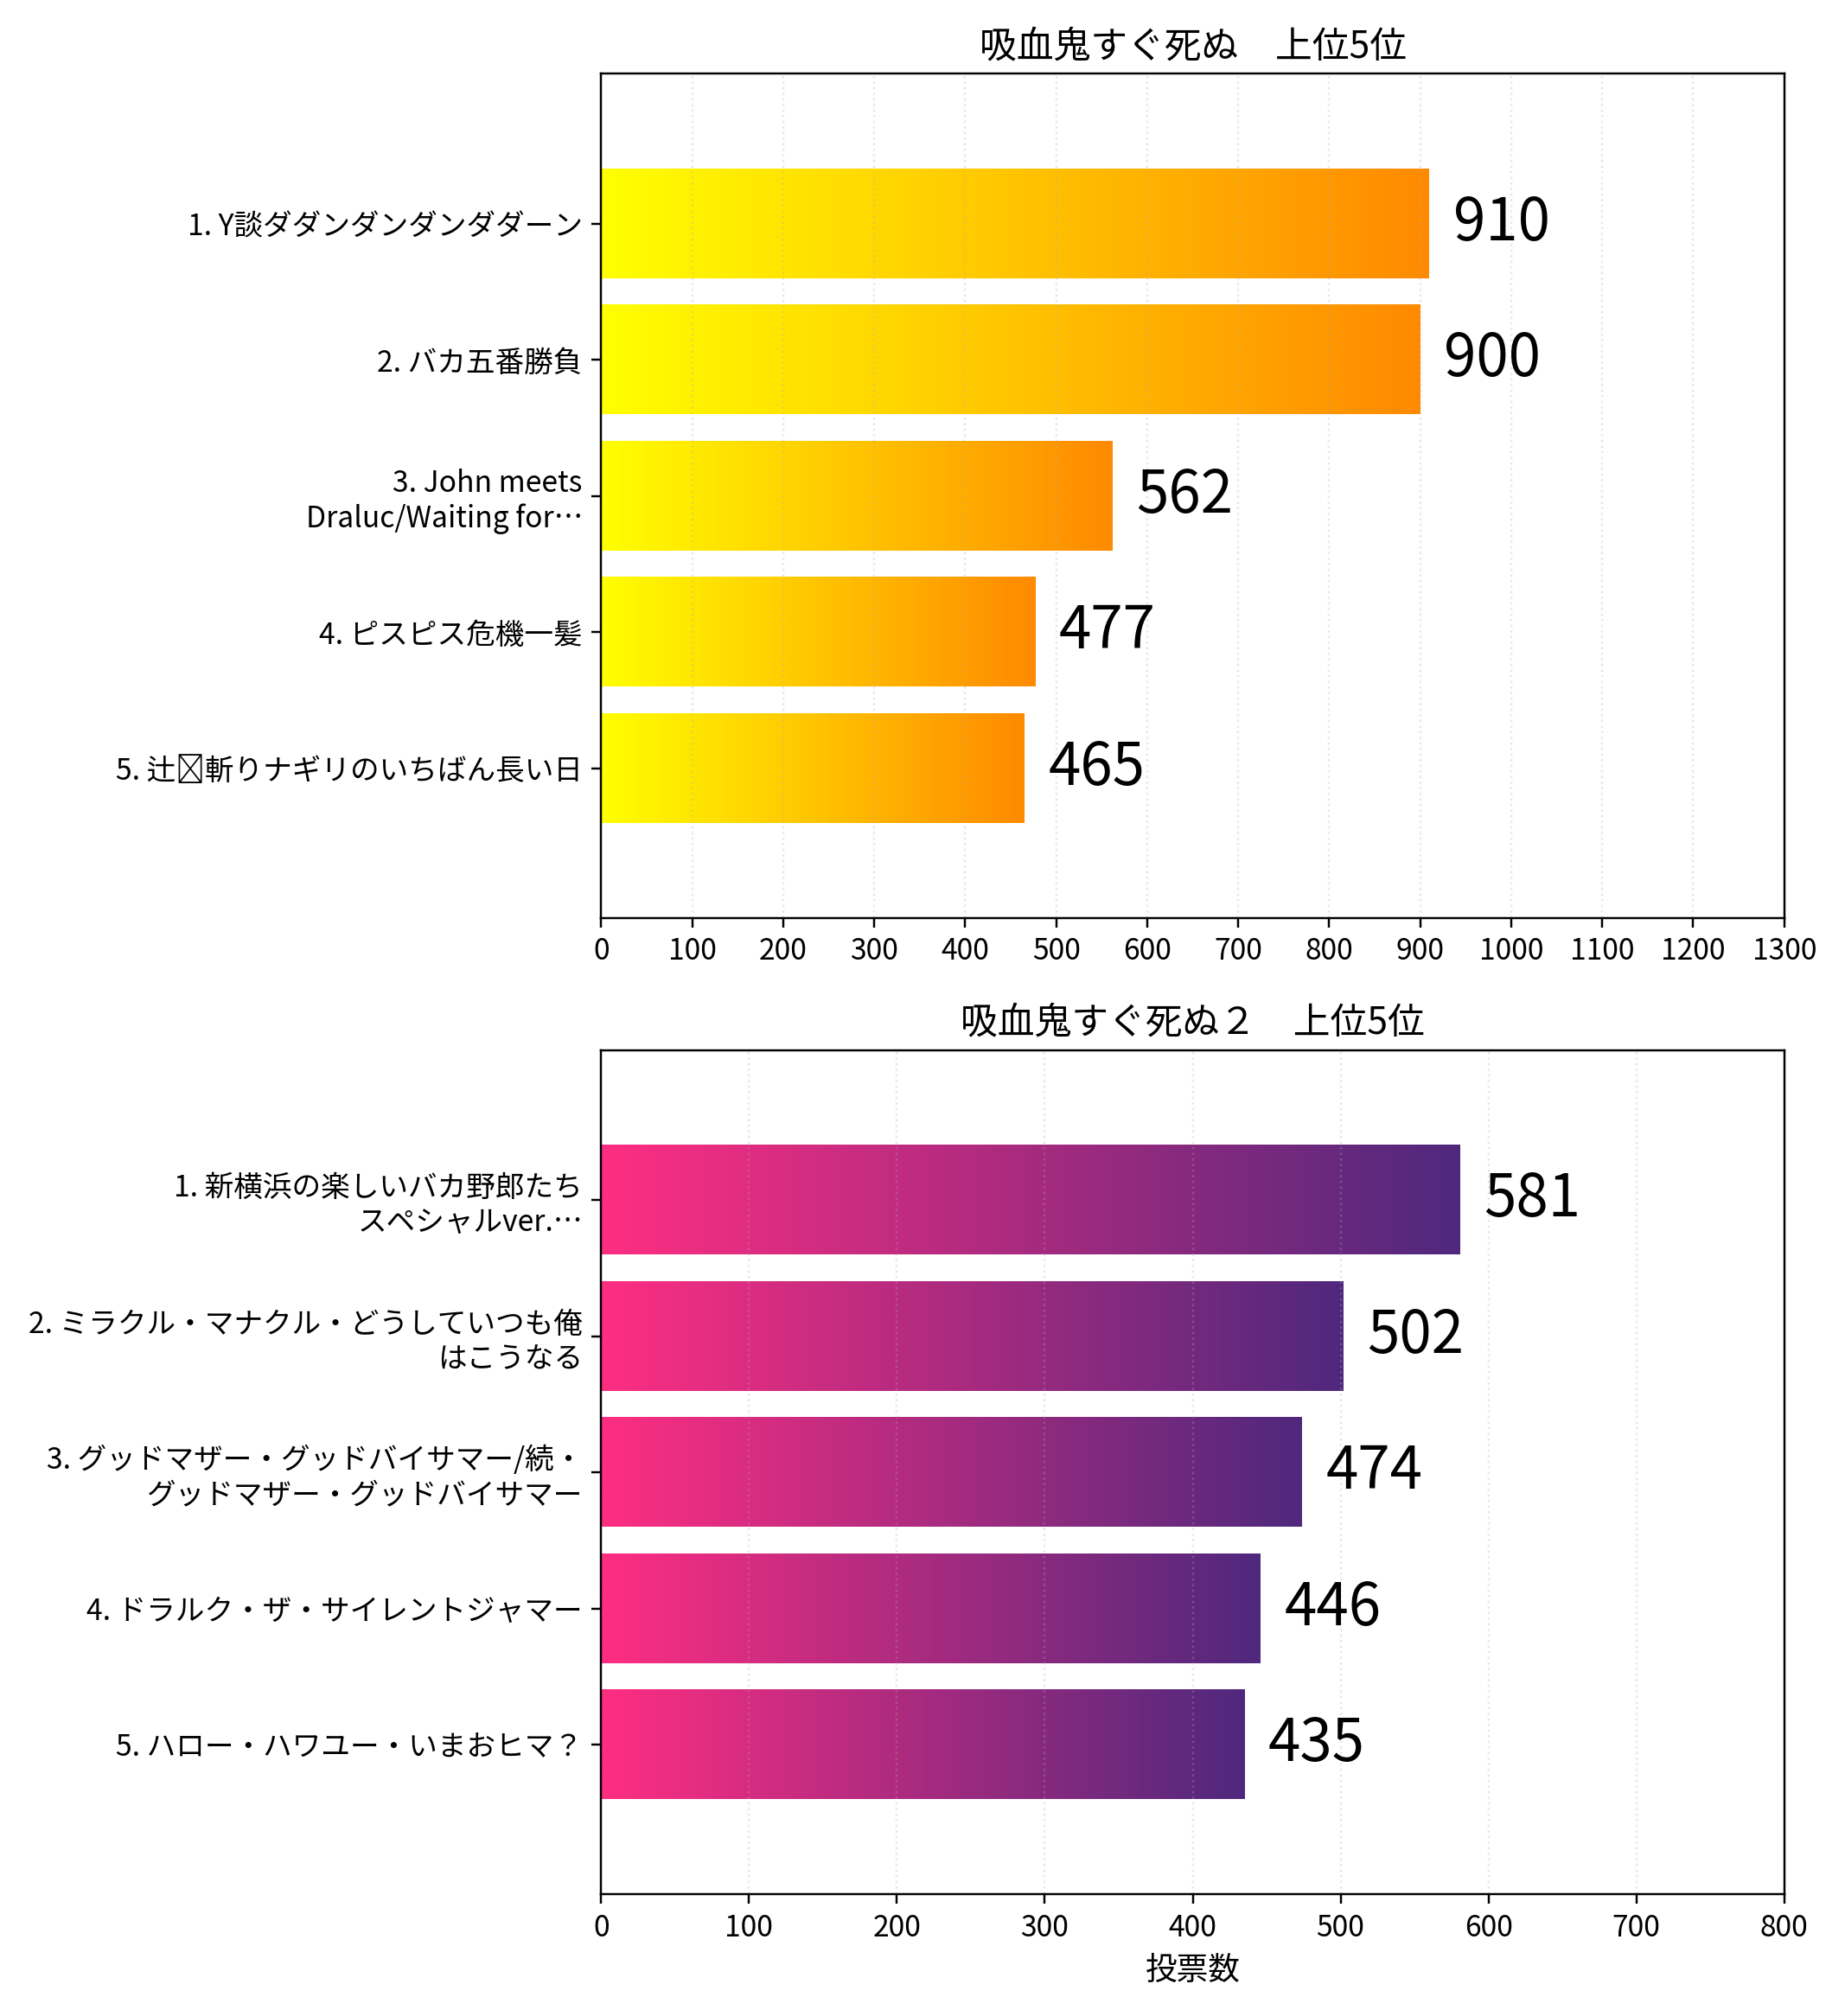 吸血鬼すぐ死ぬ　上位5位
1. Y談ダダンダンダンダダーン
910
2. バカ五番勝負
900
3. John meets
Draluc/Waiting for…
562
4. ピスピス危機一髪
477
5. 辻斬りナギリのいちばん長い日
465
0 100 200 300 400 500 600 700 800 900 1000 1100 1200 1300
吸血鬼すぐ死ぬ２　上位5位
1. 新横浜の楽しいバカ野郎たち
スペシャルver.…
581
2. ミラクル・マナクル・どうしていつも俺
はこうなる
502
3. グッドマザー・グッドバイサマー/続・
グッドマザー・グッドバイサマー
474
4. ドラルク・ザ・サイレントジャマー
446
5. ハロー・ハワユー・いまおヒマ？
435
0 100 200 300 400 500 600 700 800
投票数